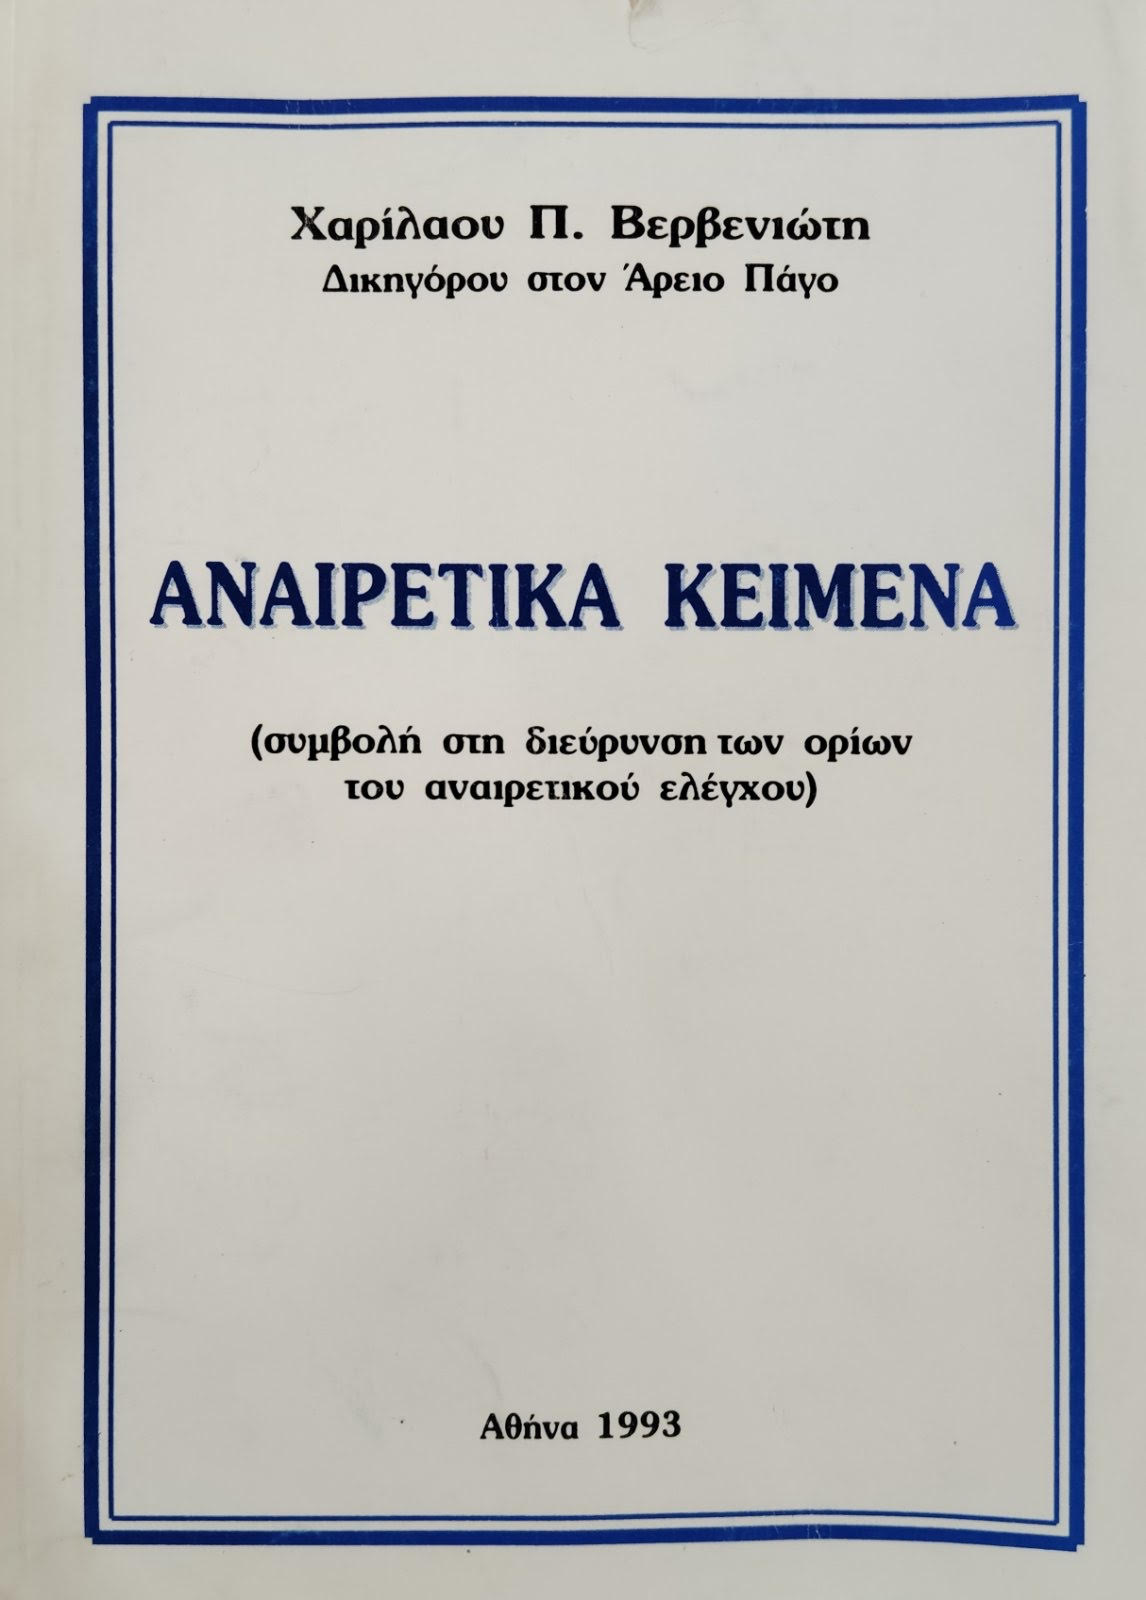 Χαρίλαου Π. Βερβενιώτη
Δικηγόρου στον Άρειο Πάγο
ΑΝΑΙΡΕΤΙΚΑ ΚΕΙΜΕΝΑ
(συμβολή στη διεύρυνση των ορίων
του αναιρετικού ελέγχου)
Αθήνα 1993